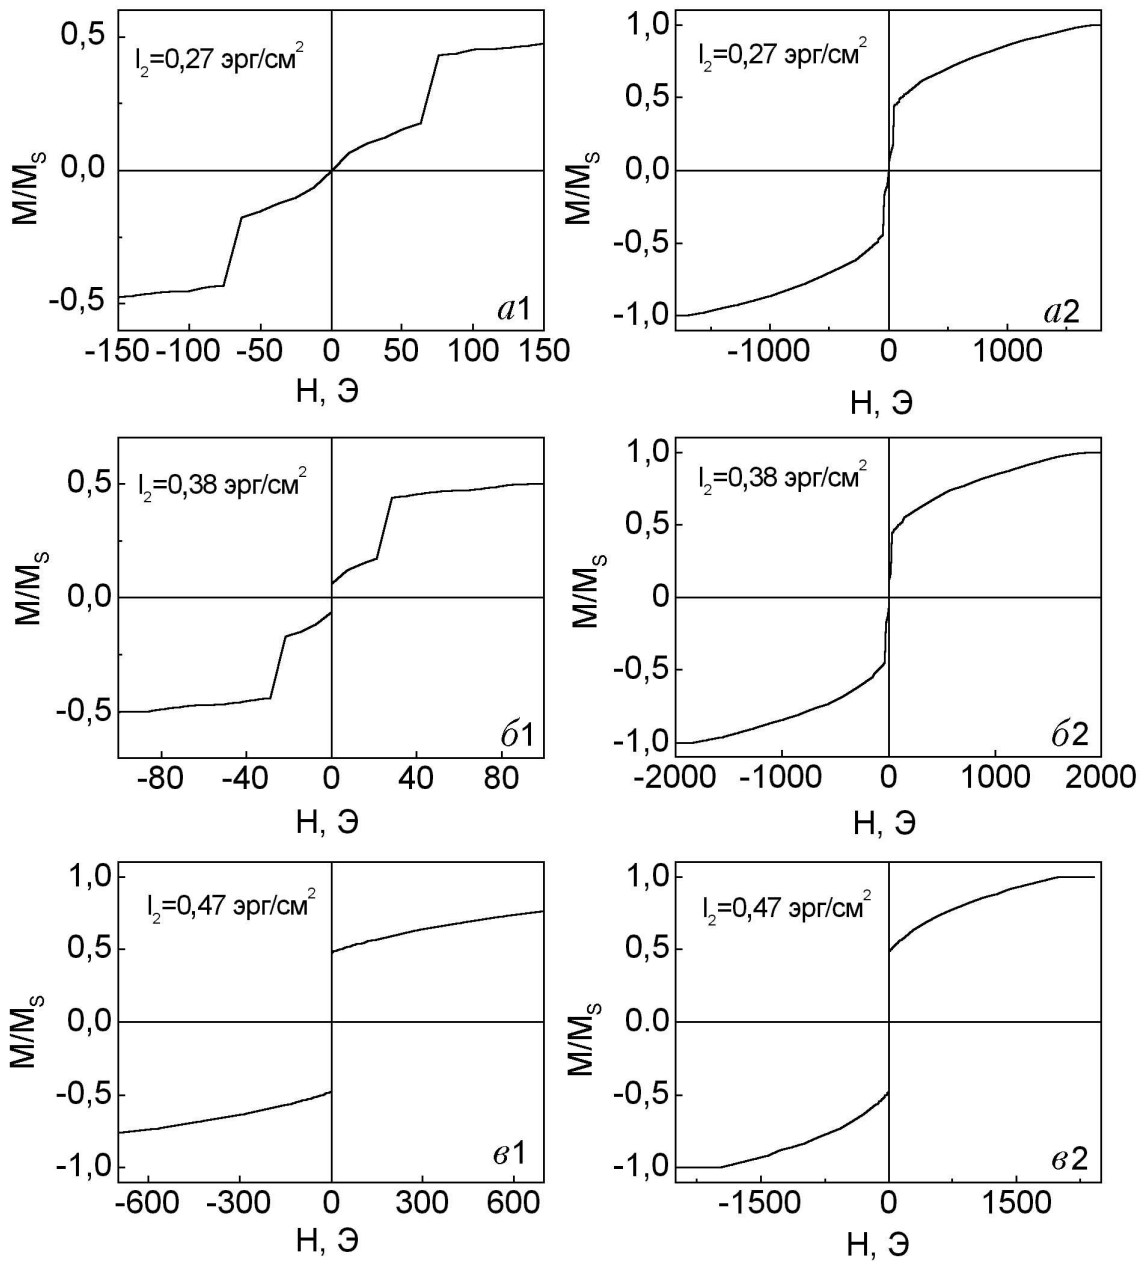 I₂=0,27 эрг/см²
0,5
0,0
-0,5
M/Mₛ
-150 -100 -50 0 50 100 150
H, Э
а1
I₂=0,27 эрг/см²
1,0
0,5
0,0
-0,5
-1,0
M/Mₛ
-1000 0 1000
H, Э
а2
I₂=0,38 эрг/см²
0,5
0,0
-0,5
M/Mₛ
-80 -40 0 40 80
H, Э
б1
I₂=0,38 эрг/см²
1,0
0,5
0
-0,5
-1,0
M/Mₛ
-2000 -1000 0 1000 2000
H, Э
б2
I₂=0,47 эрг/см²
1,0
0,5
0,0
-0,5
-1,0
M/Mₛ
-600 -300 0 300 600
H, Э
в1
I₂=0,47 эрг/см²
1,0
0,5
0.0
-0,5
-1,0
M/Mₛ
-1500 0 1500
H, Э
в2